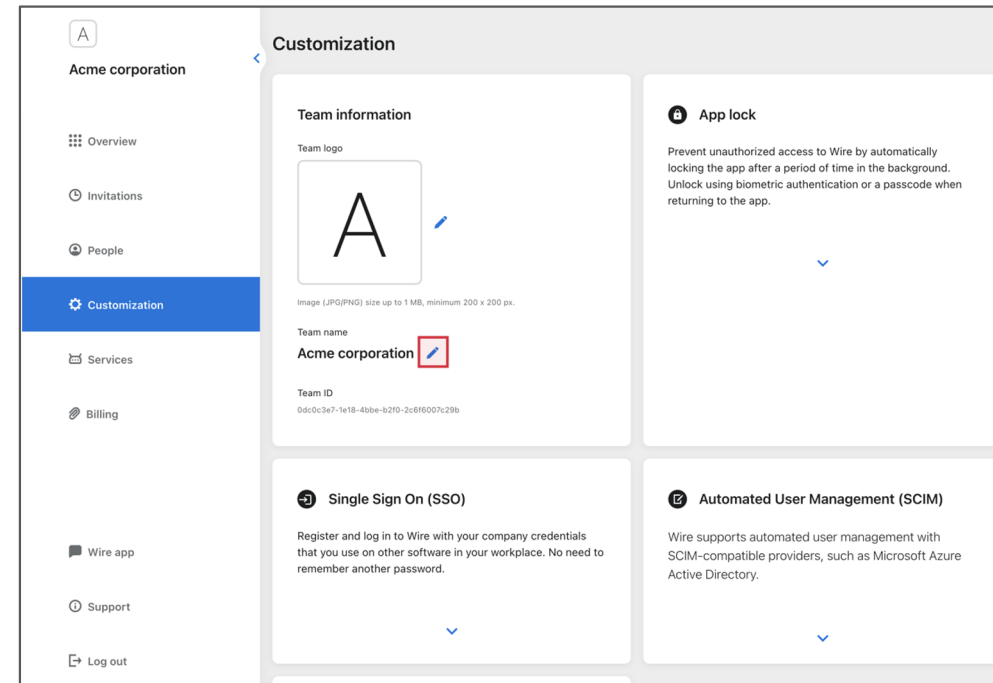 A
Acme corporation
Overview
Invitations
People
Customization
Services
Billing
Wire app
Support
Log out
Customization
Team information
Team logo
A
Image (JPG/PNG) size up to 1 MB, minimum 200 x 200 px.
Team name
Acme corporation
Team ID
0dc0c3e7-1e18-4bbe-b2f0-2c6f6007c29b
App lock
Prevent unauthorized access to Wire by automatically
locking the app after a period of time in the background.
Unlock using biometric authentication or a passcode when
returning to the app.
Single Sign On (SSO)
Register and log in to Wire with your company credentials
that you use on other software in your workplace. No need to
remember another password.
Automated User Management (SCIM)
Wire supports automated user management with
SCIM-compatible providers, such as Microsoft Azure
Active Directory.